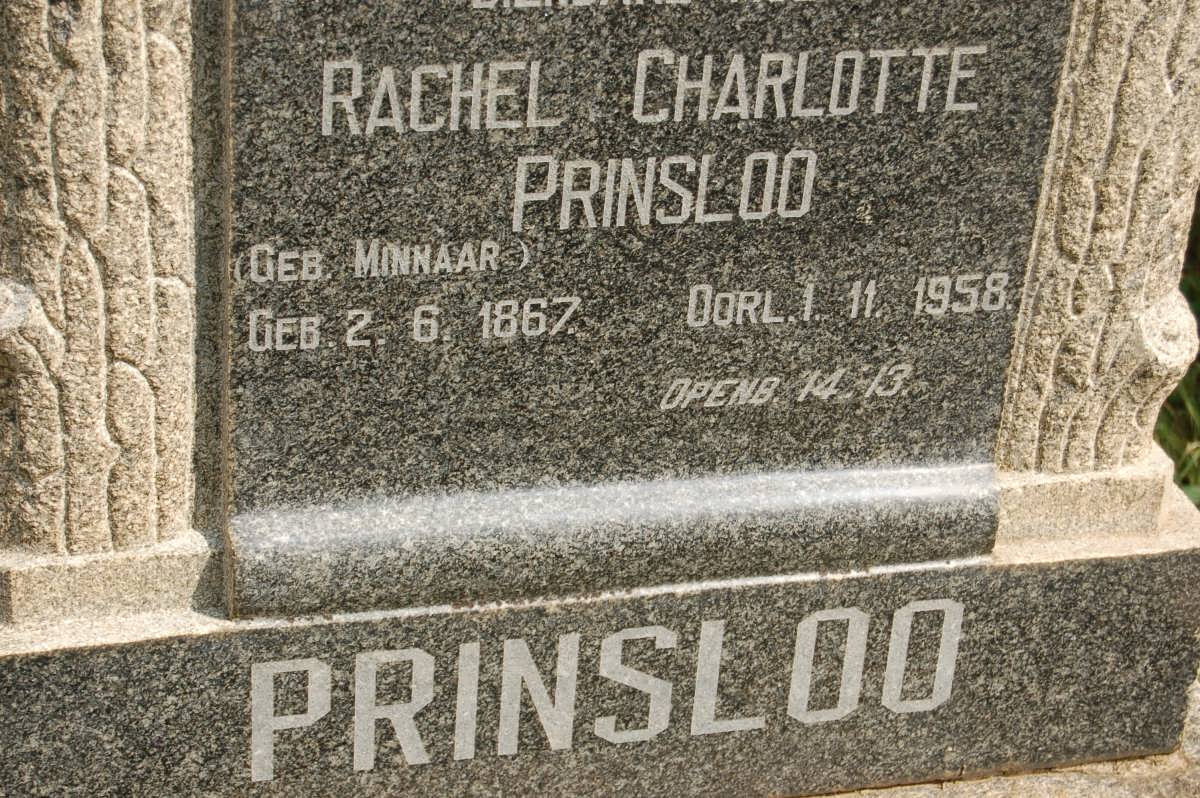 RACHEL CHARLOTTE
PRINSLOO
(GEB MINNAAR)
GEB. 2. 6. 1867. OORL. 1. 11. 1958.
OPENB. 14:13.
PRINSLOO